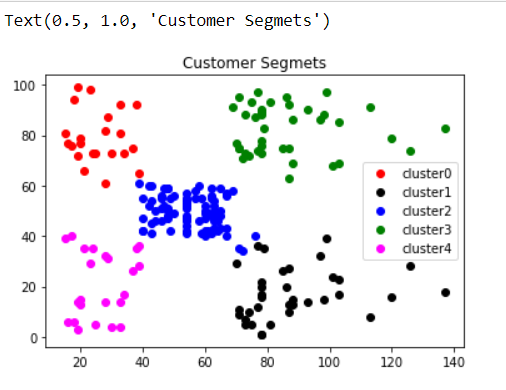 Text(0.5, 1.0, 'Customer Segmets')
Customer Segmets
100
80
60
40
20
0
cluster0
cluster1
cluster2
cluster3
cluster4
20 40 60 80 100 120 140